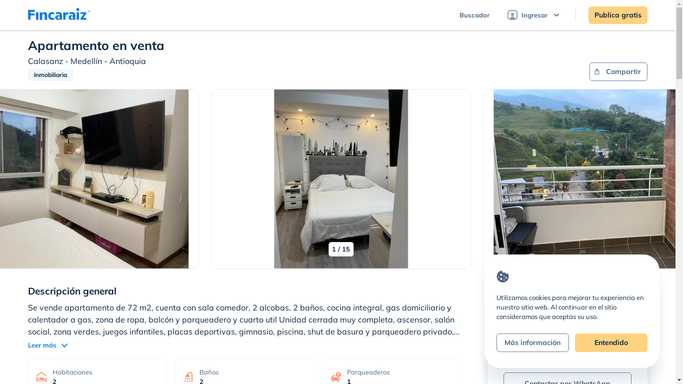 Fincaraiz
Buscador
Ingresar
Publica gratis
Apartamento en venta
Calasanz - Medellín - Antioquia
Inmobiliaria
Compartir
1 / 15
Descripción general
Se vende apartamento de 72 m2, cuenta con sala comedor, 2 alcobas, 2 baños, cocina integral, gas domiciliario y
calentador a gas, zona de ropa, balcón y parqueadero y cuarto util Unidad cerrada muy completa, ascensor, salón
social, zona verdes, juegos infantiles, placas deportivas, gimnasio, piscina, shut de basura y parqueadero privado,...
Leer más
Habitaciones
2
Baños
2
Parqueaderos
1
Utilizamos cookies para mejorar tu experiencia en
nuestro sitio web. Al continuar en el sitio
consideramos que aceptas su uso.
Más información
Entendido
Contactar por WhatsApp